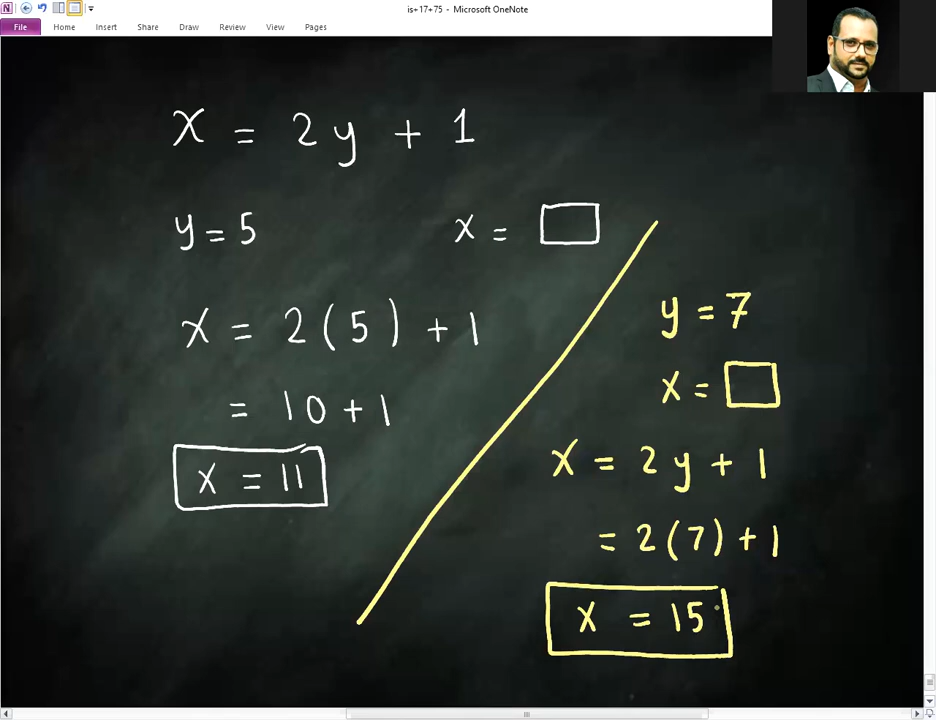 is+17+75 - Microsoft OneNote
File Home Insert Share Draw History Review View Pages
x = 2y + 1
y = 5 x =
x = 2(5) + 1
= 10 + 1
x = 11
y = 7
x =
x = 2y + 1
= 2(7) + 1
x = 15